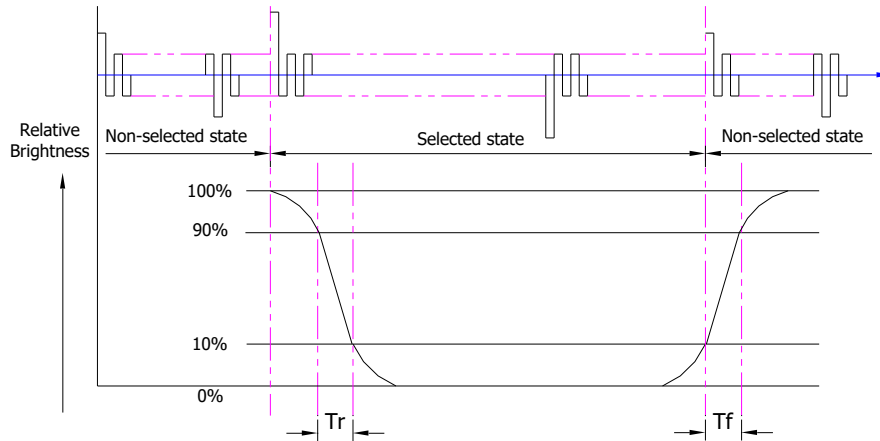 Relative
Brightness
Non-selected state
Selected state
Non-selected state
100%
90%
10%
0%
Tr
Tf